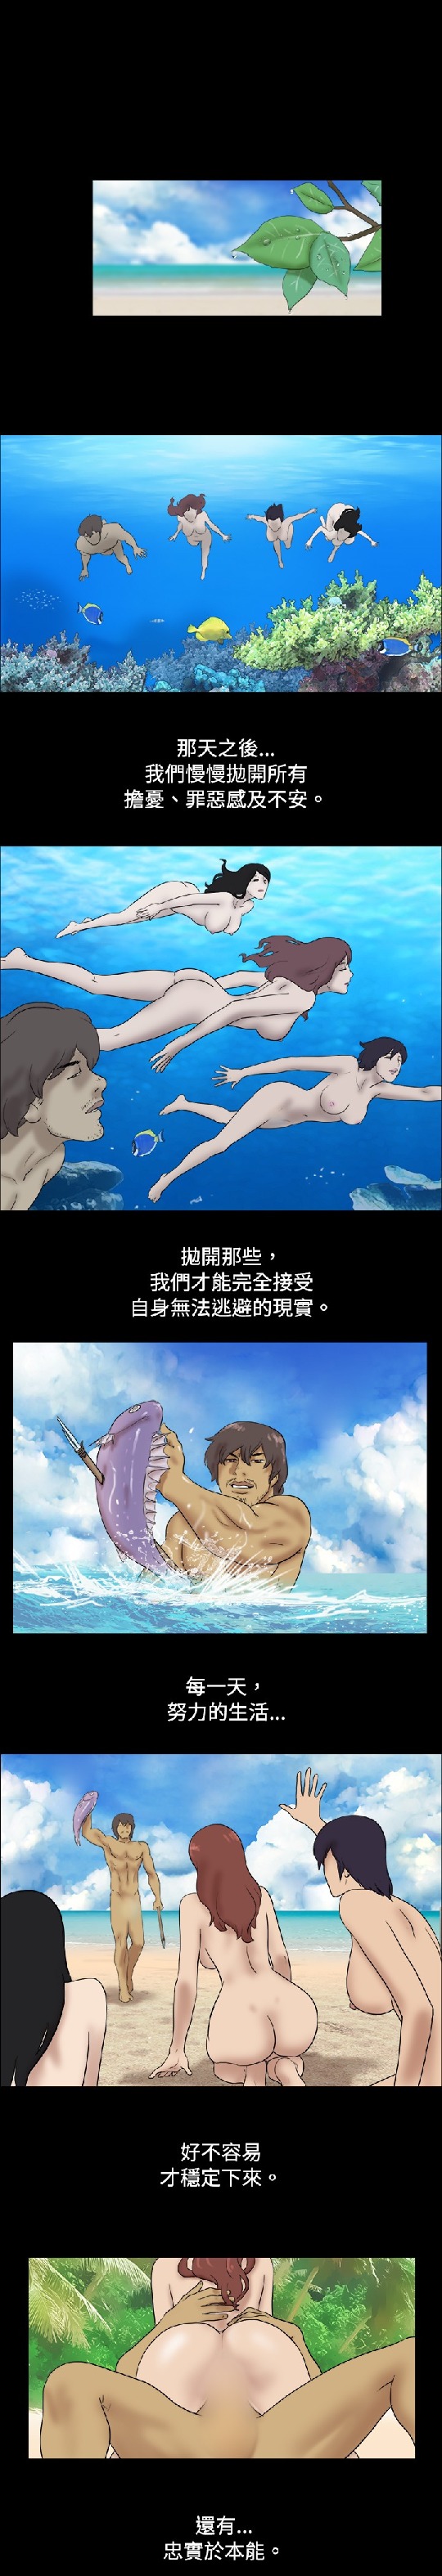 那天之後...
我們慢慢拋開所有
擔憂、罪惡感及不安。
拋開那些，
我們才能完全接受
自身無法逃避的現實。
每一天，
努力的生活...
好不容易
才穩定下來。
還有...
忠實於本能。